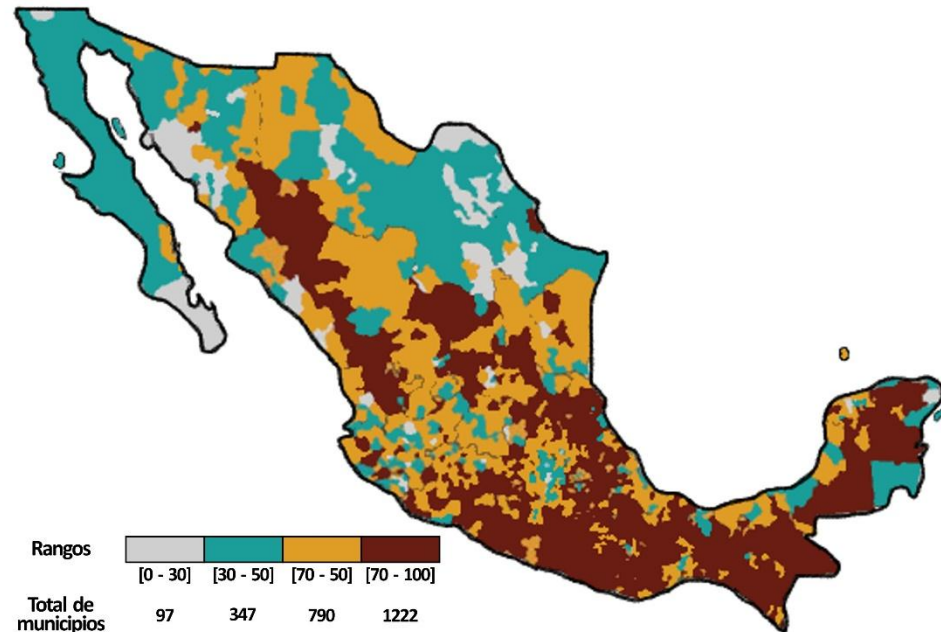 Rangos
[0 - 30] [30 - 50] [70 - 50] [70 - 100]
Total de
municipios
97 347 790 1222